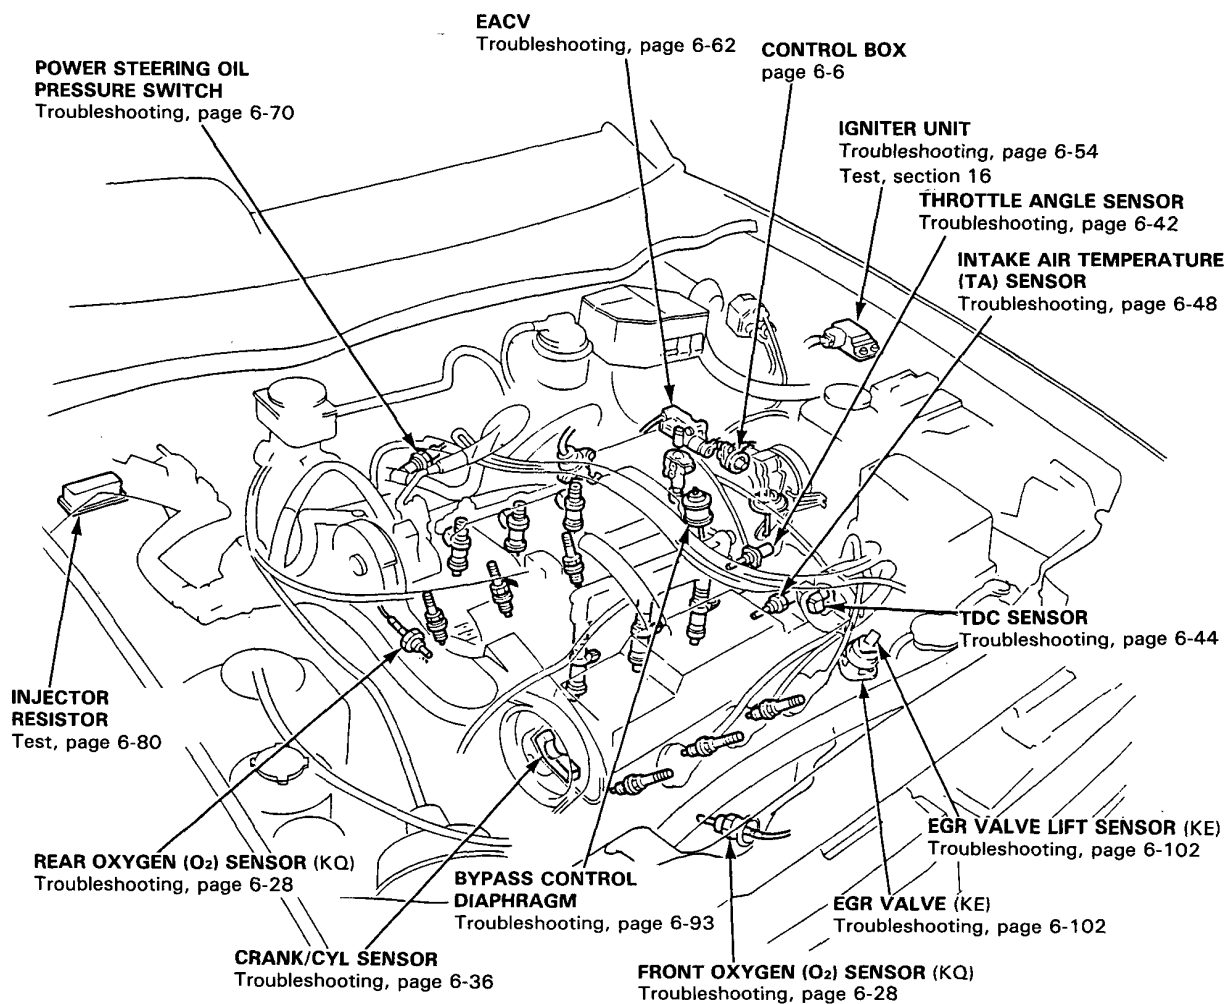 EACV
Troubleshooting, page 6-62
CONTROL BOX
page 6-6
POWER STEERING OIL
PRESSURE SWITCH
Troubleshooting, page 6-70
IGNITER UNIT
Troubleshooting, page 6-54
Test, section 16
THROTTLE ANGLE SENSOR
Troubleshooting, page 6-42
INTAKE AIR TEMPERATURE
(TA) SENSOR
Troubleshooting, page 6-48
TDC SENSOR
Troubleshooting, page 6-44
INJECTOR
RESISTOR
Test, page 6-80
EGR VALVE LIFT SENSOR (KE)
Troubleshooting, page 6-102
REAR OXYGEN (O₂) SENSOR (KQ)
Troubleshooting, page 6-28
BYPASS CONTROL
DIAPHRAGM
Troubleshooting, page 6-93
EGR VALVE (KE)
Troubleshooting, page 6-102
CRANK/CYL SENSOR
Troubleshooting, page 6-36
FRONT OXYGEN (O₂) SENSOR (KQ)
Troubleshooting, page 6-28